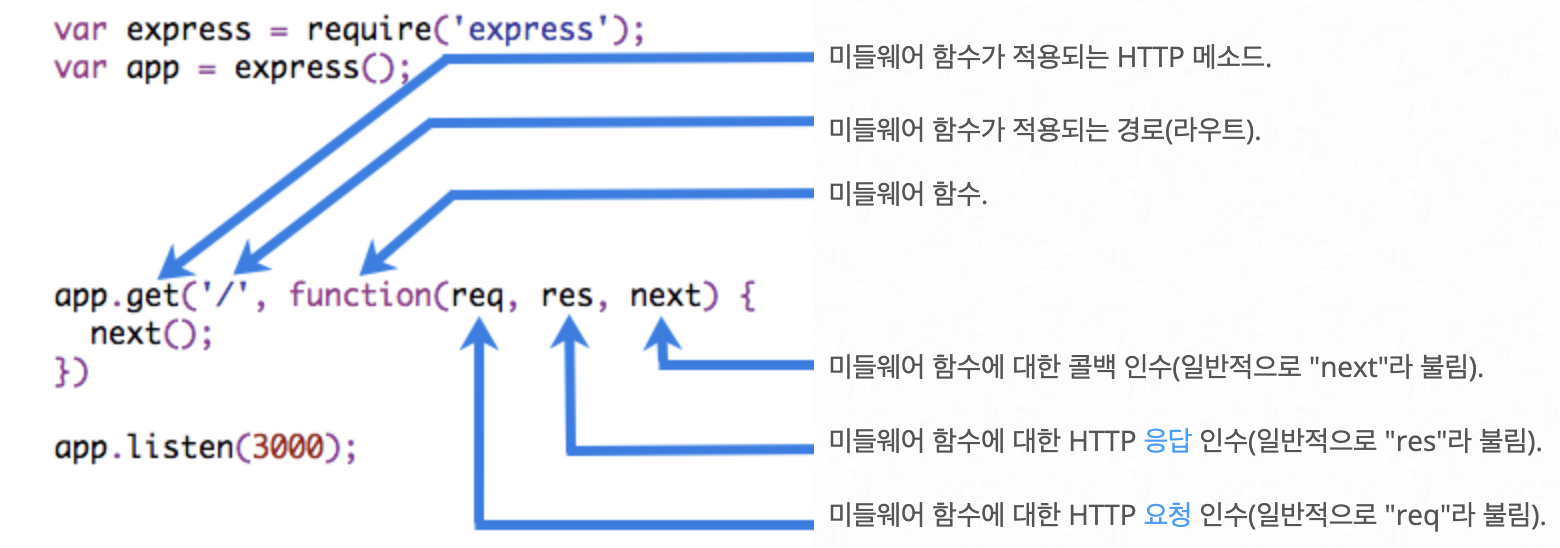 var express = require('express');
var app = express();
app.get('/', function(req, res, next) {
next();
})
app.listen(3000);
미들웨어 함수가 적용되는 HTTP 메소드.
미들웨어 함수가 적용되는 경로(라우트).
미들웨어 함수.
미들웨어 함수에 대한 콜백 인수(일반적으로 "next"라 불림).
미들웨어 함수에 대한 HTTP 응답 인수(일반적으로 "res"라 불림).
미들웨어 함수에 대한 HTTP 요청 인수(일반적으로 "req"라 불림).